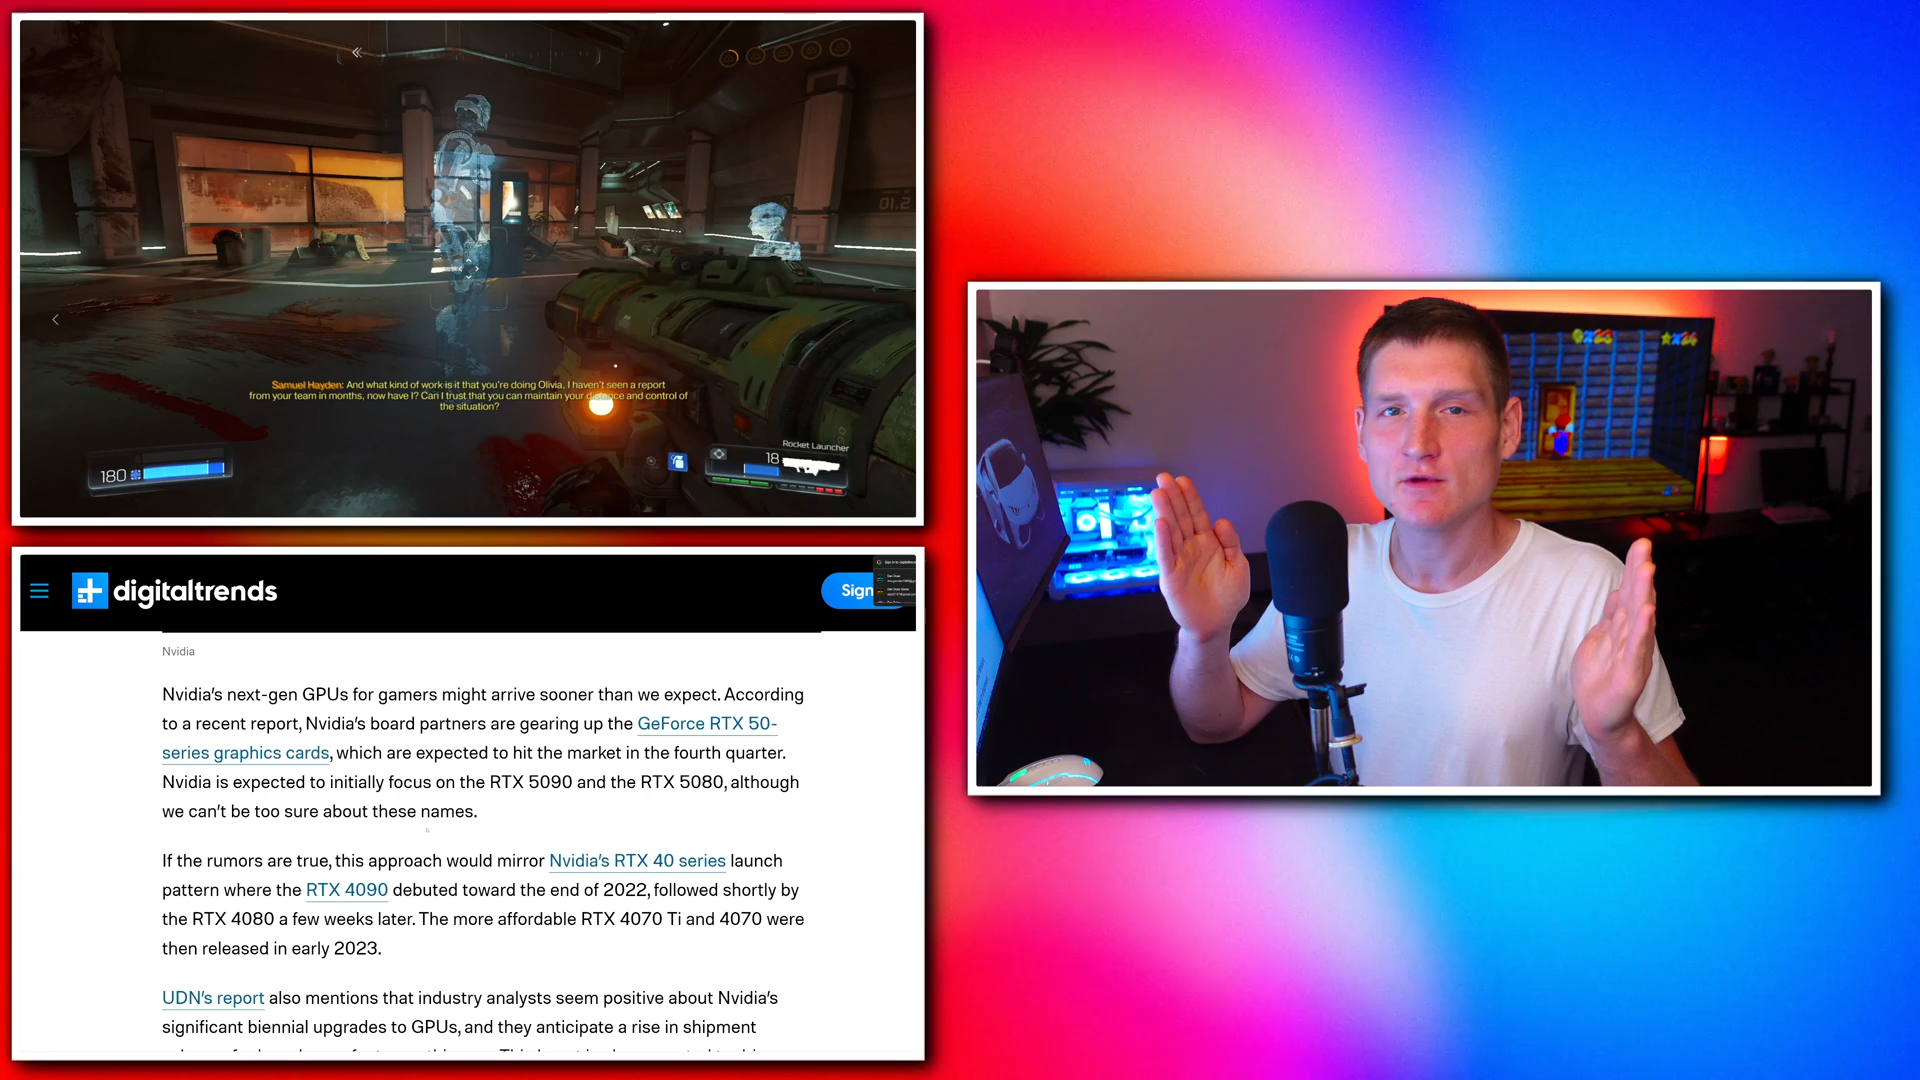 01.2
Samuel Hayden: And what kind of work is it that you're doing Olivia, I haven't seen a report
from your team in months, now have I? Can I trust that you can maintain your distance and control of
the situation?
Rocket Launcher
18
180
digitaltrends
Sign
Nvidia
Nvidia's next-gen GPUs for gamers might arrive sooner than we expect. According
to a recent report, Nvidia's board partners are gearing up the GeForce RTX 50-
series graphics cards, which are expected to hit the market in the fourth quarter.
Nvidia is expected to initially focus on the RTX 5090 and the RTX 5080, although
we can't be too sure about these names.
If the rumors are true, this approach would mirror Nvidia's RTX 40 series launch
pattern where the RTX 4090 debuted toward the end of 2022, followed shortly by
the RTX 4080 a few weeks later. The more affordable RTX 4070 Ti and 4070 were
then released in early 2023.
UDN's report also mentions that industry analysts seem positive about Nvidia's
significant biennial upgrades to GPUs, and they anticipate a rise in shipment